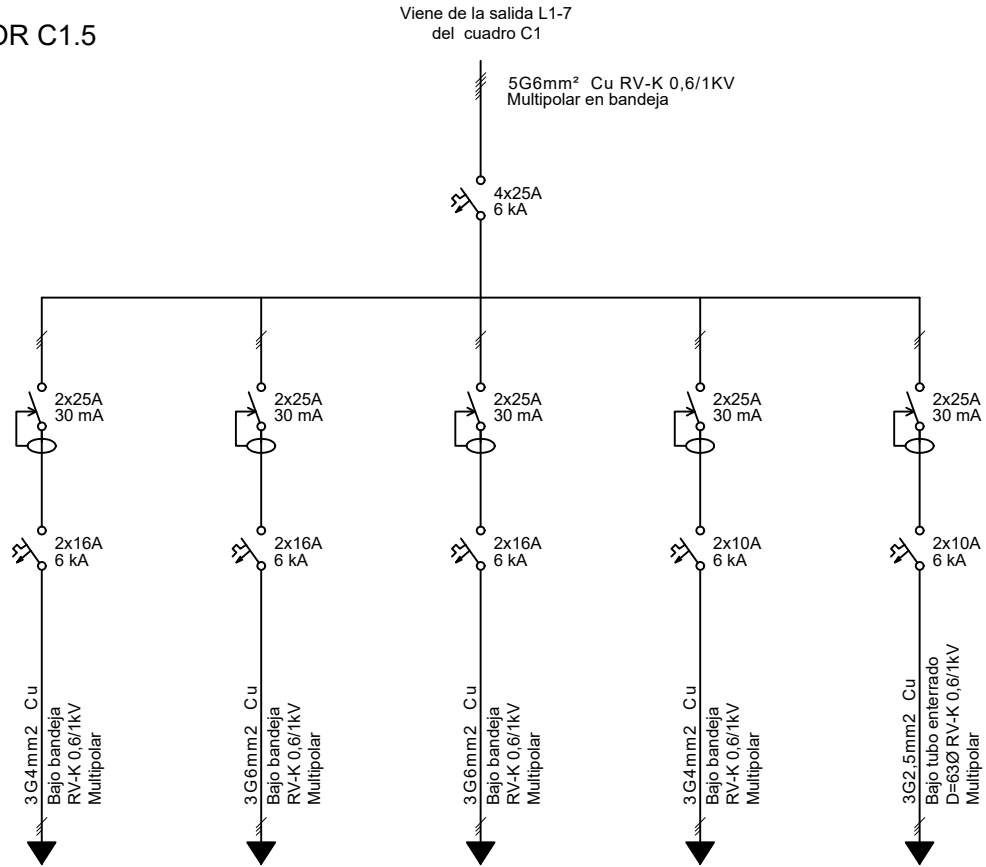 OR C1.5
Viene de la salida L1-7
del cuadro C1
5G6mm² Cu RV-K 0,6/1KV
Multipolar en bandeja
4x25A
6 kA
2x25A
30 mA
2x25A
30 mA
2x25A
30 mA
2x25A
30 mA
2x25A
30 mA
2x16A
6 kA
2x16A
6 kA
2x16A
6 kA
2x10A
6 kA
2x10A
6 kA
3G4mm2 Cu
Bajo bandeja
RV-K 0,6/1kV
Multipolar
3G6mm2 Cu
Bajo bandeja
RV-K 0,6/1kV
Multipolar
3G6mm2 Cu
Bajo bandeja
RV-K 0,6/1kV
Multipolar
3G4mm2 Cu
Bajo bandeja
RV-K 0,6/1kV
Multipolar
3G2,5mm2 Cu
Bajo tubo enterrado
D=63Ø RV-K 0,6/1kV
Multipolar